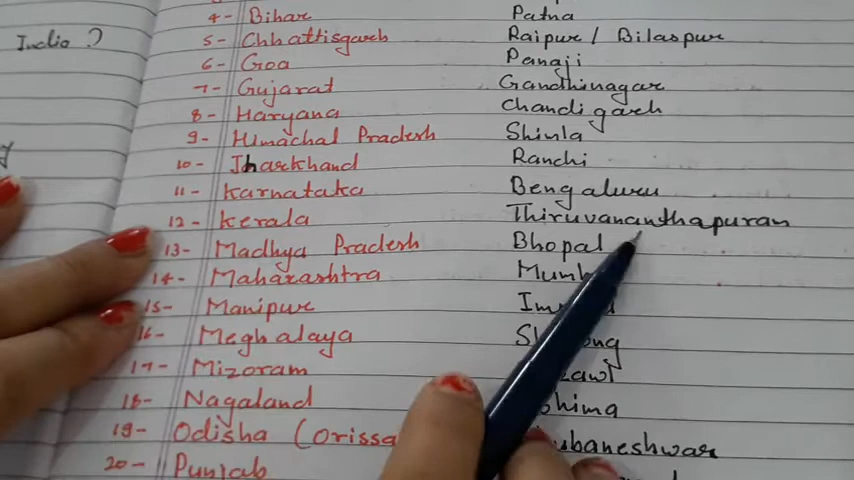 India ?
4- Bihar Patna
5- Chhattisgarh Raipur / Bilaspur
6- Goa Panaji
7- Gujarat Gandhinagar
8- Haryana Chandigarh
9- Himachal Pradesh Shimla
10- Jharkhand Ranchi
11- Karnataka Bengaluru
12- Kerala Thiruvananthapuram
13- Madhya Pradesh Bhopal
14- Maharashtra
15- Manipur
16- Meghalaya
17- Mizoram
18- Nagaland
19- Odisha (Orissa
20- Punjab